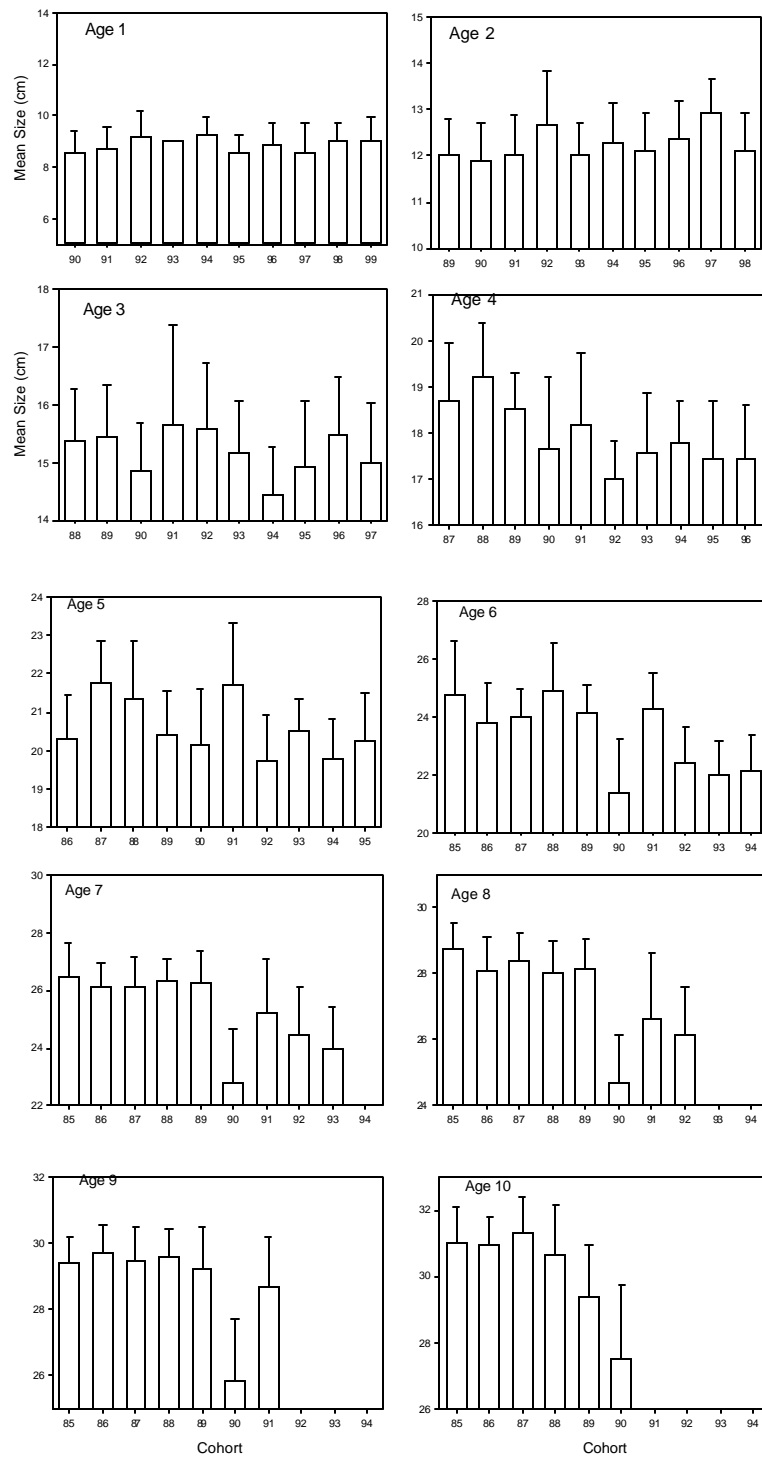 14
12
10
8
6
Mean Size (cm)
Age 1
90 91 92 93 94 95 96 97 98 99
15
14
13
12
11
10
Age 2
89 90 91 92 93 94 95 96 97 98
18
17
16
15
14
Mean Size (cm)
Age 3
88 89 90 91 92 93 94 95 96 97
21
20
19
18
17
16
Age 4
87 88 89 90 91 92 93 94 95 96
24
23
22
21
20
19
18
Age 5
86 87 88 89 90 91 92 93 94 95
28
26
24
22
20
Age 6
85 86 87 88 89 90 91 92 93 94
30
28
26
24
22
Age 7
85 86 87 88 89 90 91 92 93 94
30
28
26
24
Age 8
85 86 87 88 89 90 91 92 93 94
32
30
28
26
Age 9
85 86 87 88 89 90 91 92 93 94
Cohort
32
30
28
26
Age 10
85 86 87 88 89 90 91 92 93 94
Cohort